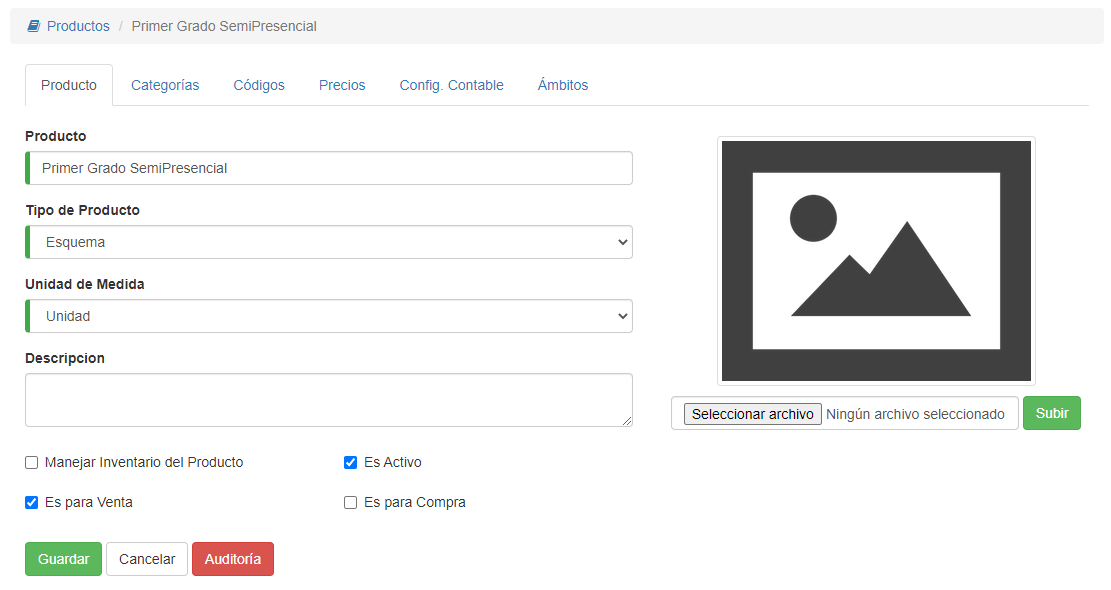 Productos / Primer Grado SemiPresencial
Producto Categorías Códigos Precios Config. Contable Ámbitos
Producto
Primer Grado SemiPresencial
Tipo de Producto
Esquema
Unidad de Medida
Unidad
Descripcion
Seleccionar archivo Ningún archivo seleccionado Subir
Manejar Inventario del Producto Es Activo
Es para Venta Es para Compra
Guardar Cancelar Auditoría